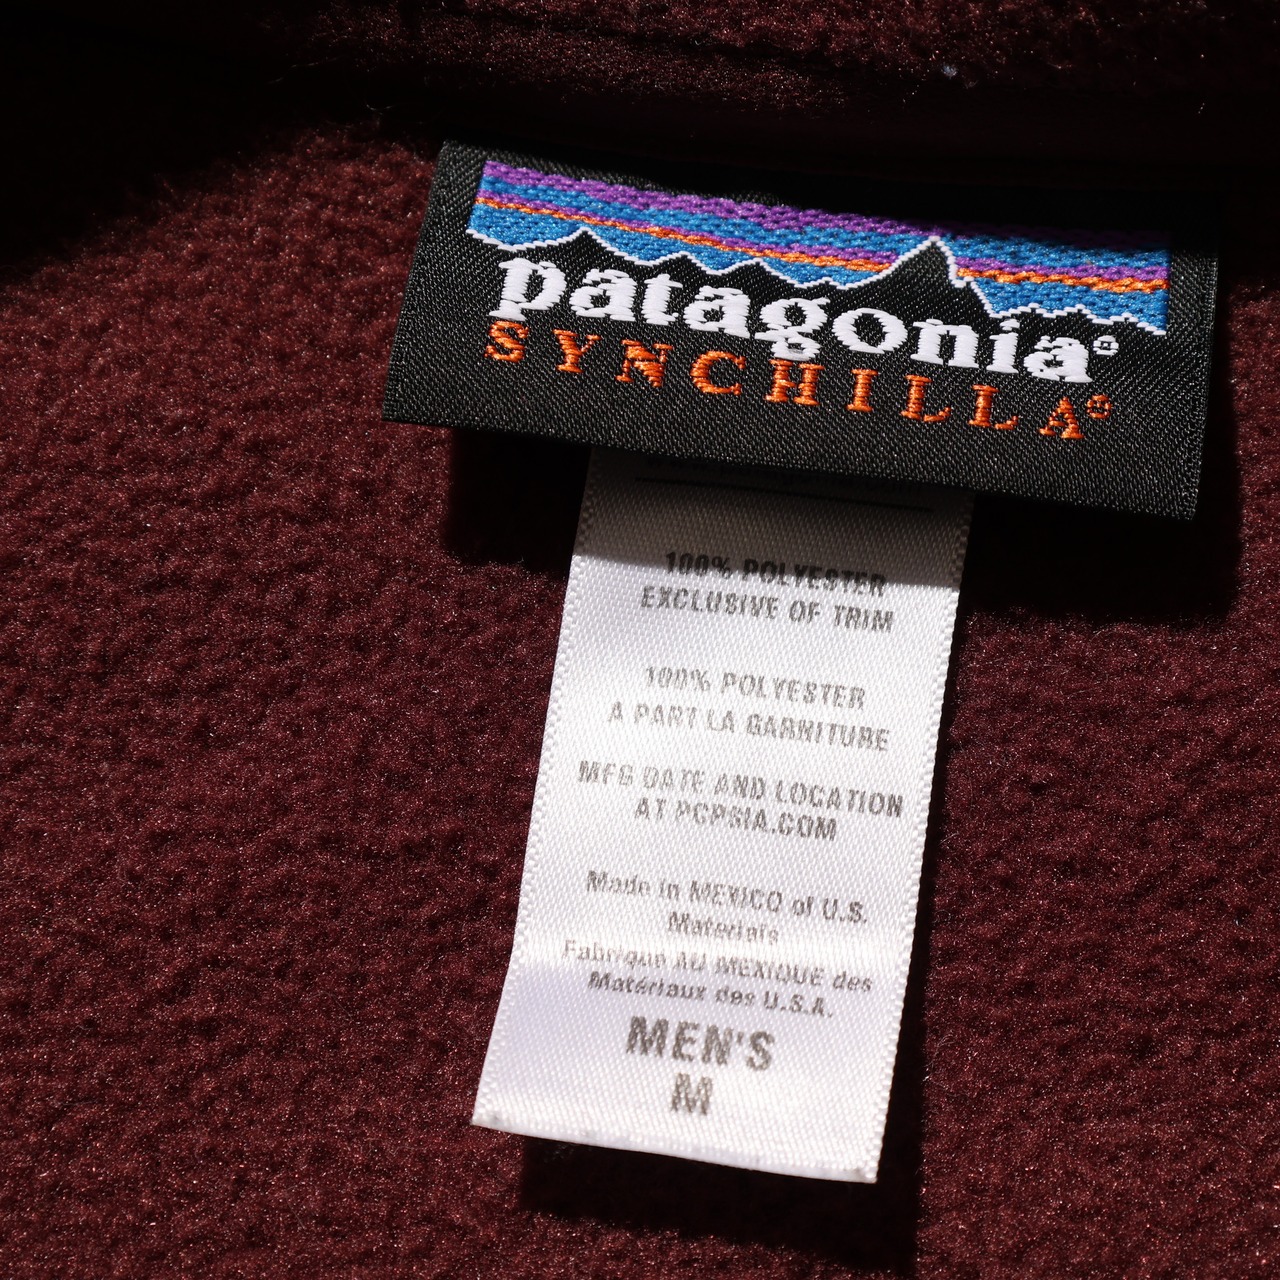 patagonia®
SYNCHILLA®
100% POLYESTER
EXCLUSIVE OF TRIM
100% POLYESTER
A PART LA GARNITURE
MFG DATE AND LOCATION
AT PCPSIA.COM
Made in MEXICO of U.S.
Materials
Fabrique AU MEXIQUE des
Matériaux des U.S.A.
MEN'S
M